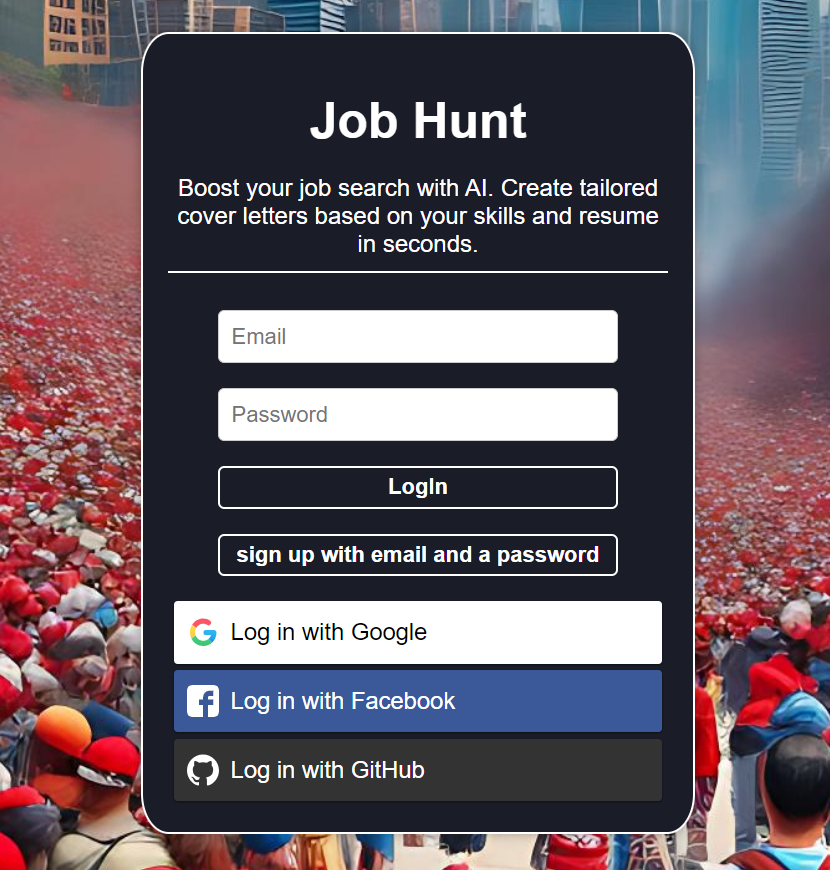 Job Hunt
Boost your job search with AI. Create tailored
cover letters based on your skills and resume
in seconds.
Email
Password
LogIn
sign up with email and a password
Log in with Google
Log in with Facebook
Log in with GitHub